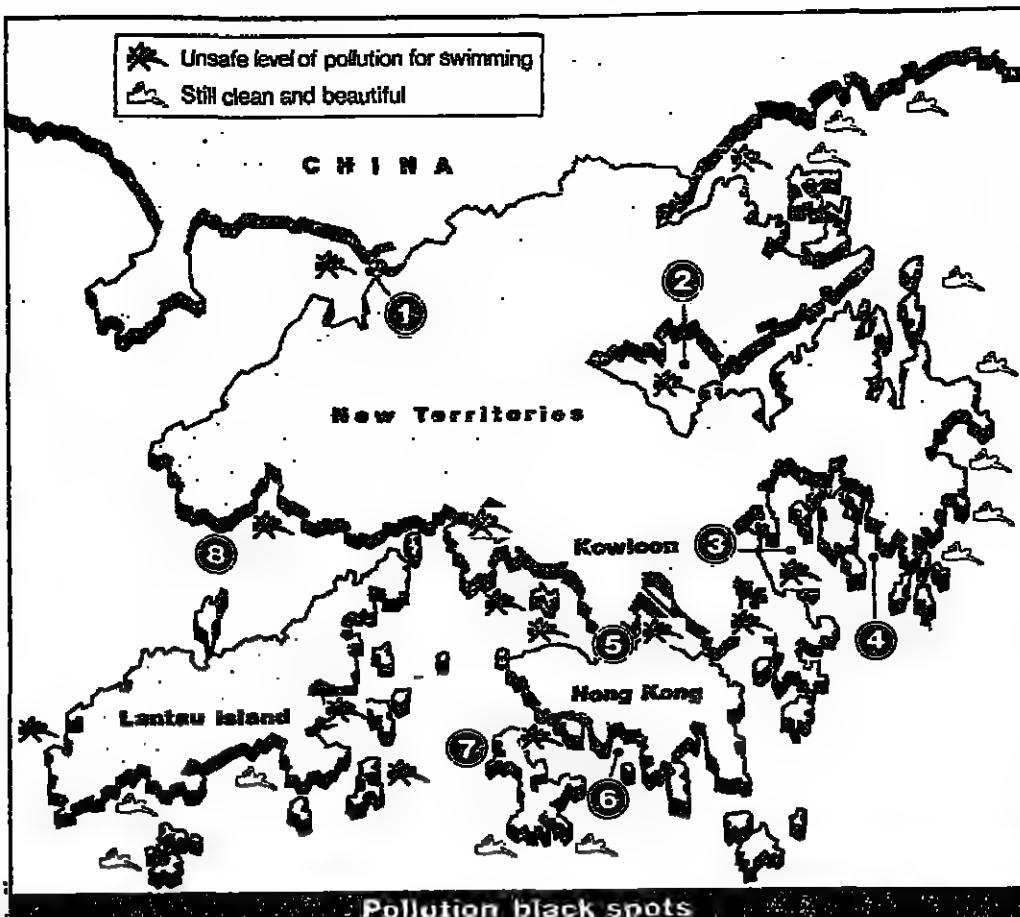 Unsafe level of pollution for swimming
Still clean and beautiful
CHINA
1
2
New Territories
8
Kowloon
3
5
4
Lantau Island
Hong Kong
7
6
Pollution black spots